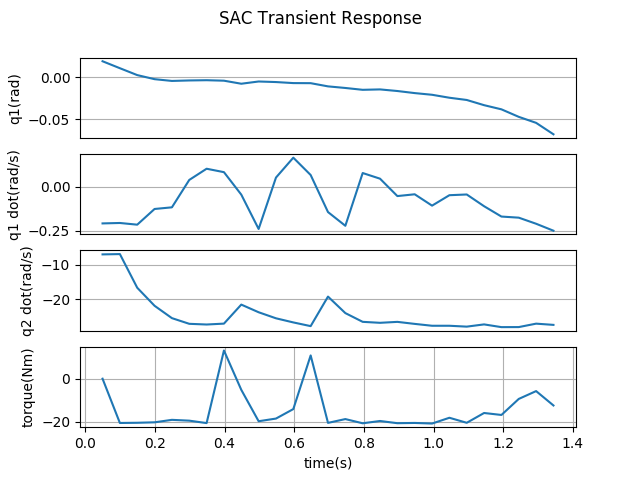 SAC Transient Response
q1(rad)
0.00
−0.05
q1 dot(rad/s)
0.00
−0.25
q2 dot(rad/s)
−10
−20
torque(Nm)
0
−20
0.0 0.2 0.4 0.6 0.8 1.0 1.2 1.4
time(s)